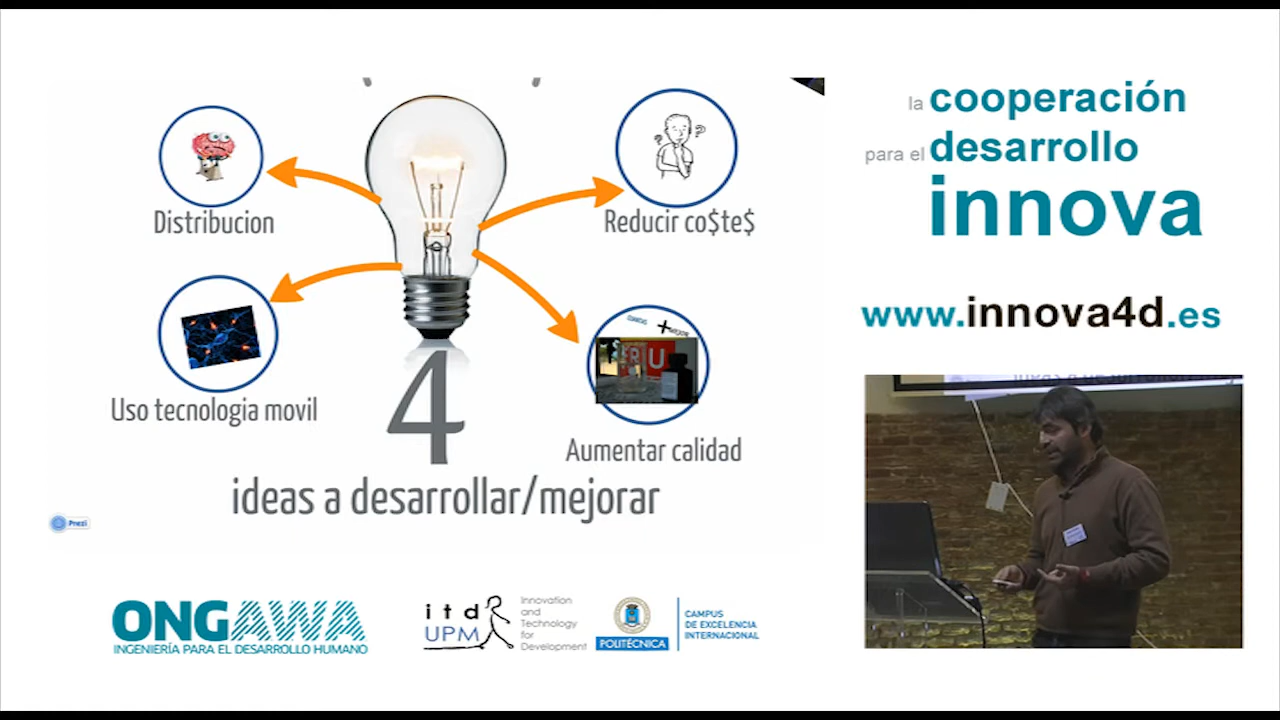 Distribucion
Reducir co$te$
Uso tecnologia movil
Aumentar calidad
4
ideas a desarrollar/mejorar
Prezi
la cooperación
para el desarrollo
innova
www.innova4d.es
ONGAWA
INGENIERÍA PARA EL DESARROLLO HUMANO
itd
UPM
Innovation
and
Technology
for
Development
POLITÉCNICA
CAMPUS
DE EXCELENCIA
INTERNACIONAL